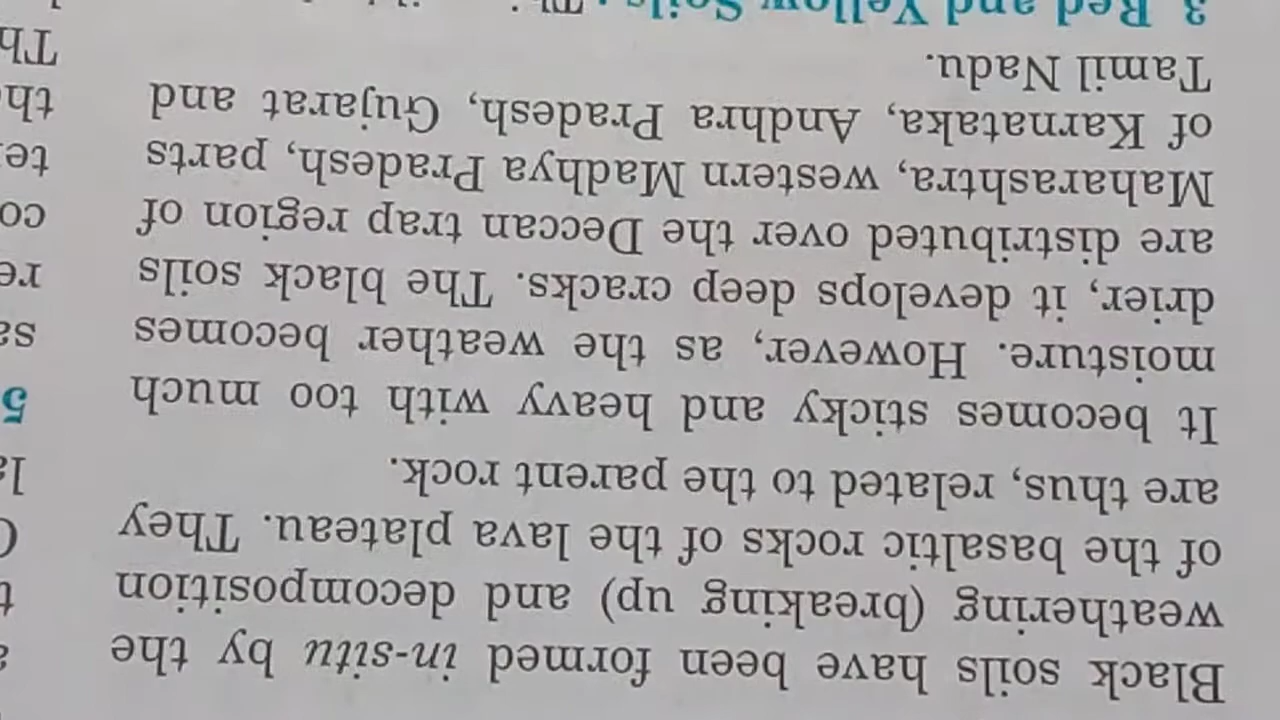 Black soils have been formed in-situ by the
weathering (breaking up) and decomposition
of the basaltic rocks of the lava plateau. They
are thus, related to the parent rock.
It becomes sticky and heavy with too much
moisture. However, as the weather becomes
drier, it develops deep cracks. The black soils
are distributed over the Deccan trap region of
Maharashtra, western Madhya Pradesh, parts
of Karnataka, Andhra Pradesh, Gujarat and
Tamil Nadu.
3. Red and Yellow Soils :
5
Th